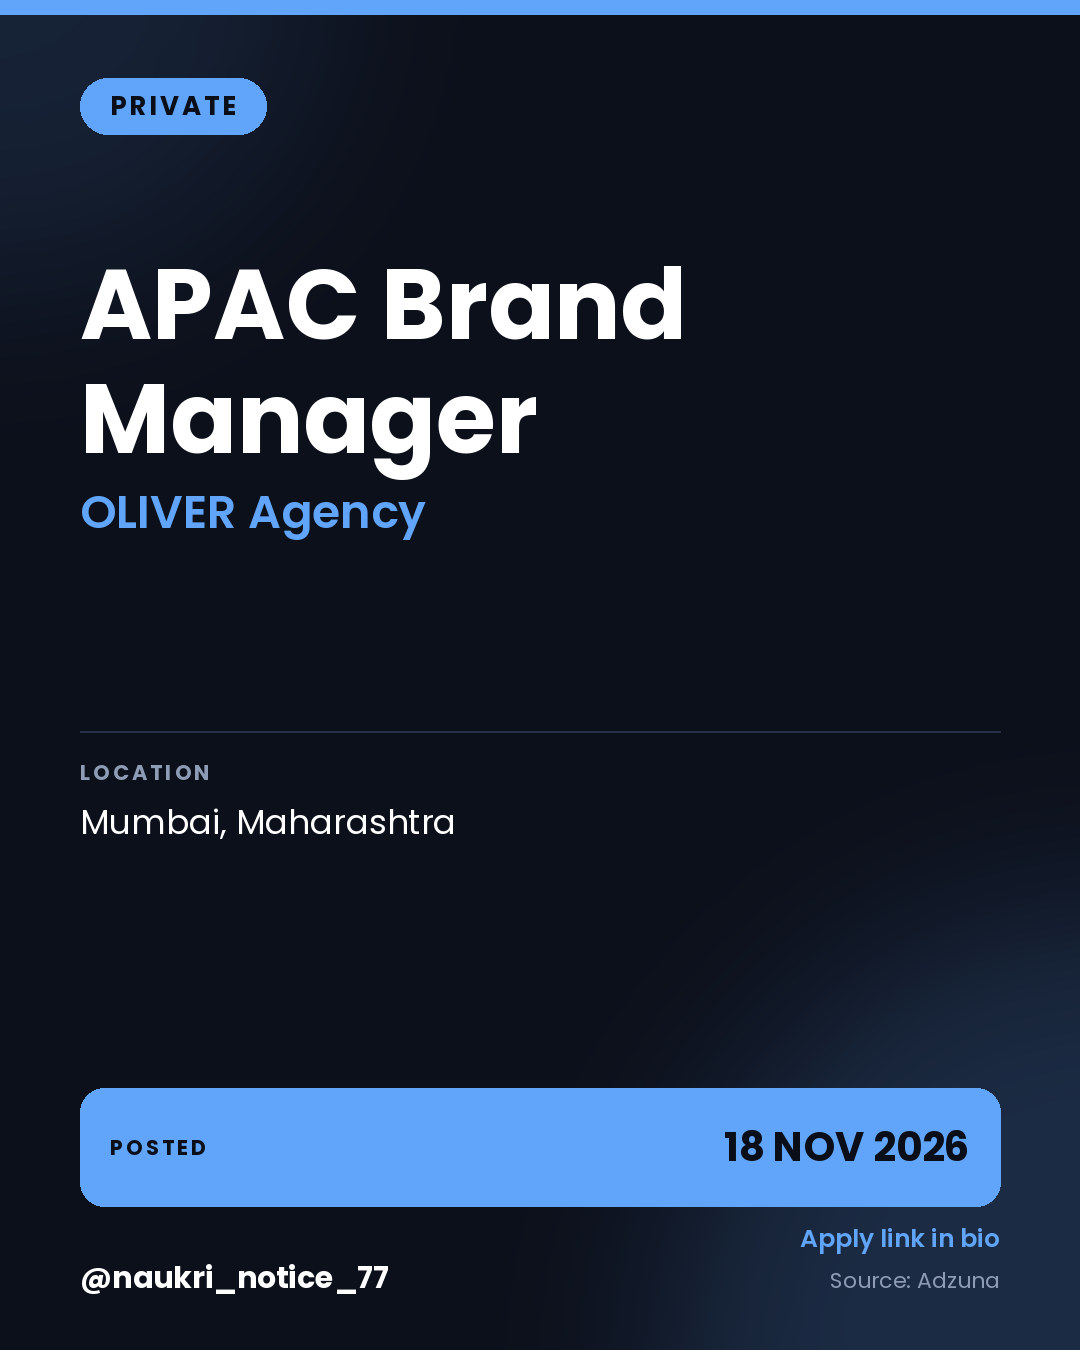 PRIVATE
APAC Brand
Manager
OLIVER Agency
LOCATION
Mumbai, Maharashtra
POSTED
18 NOV 2026
Apply link in bio
@naukri_notice_77
Source: Adzuna